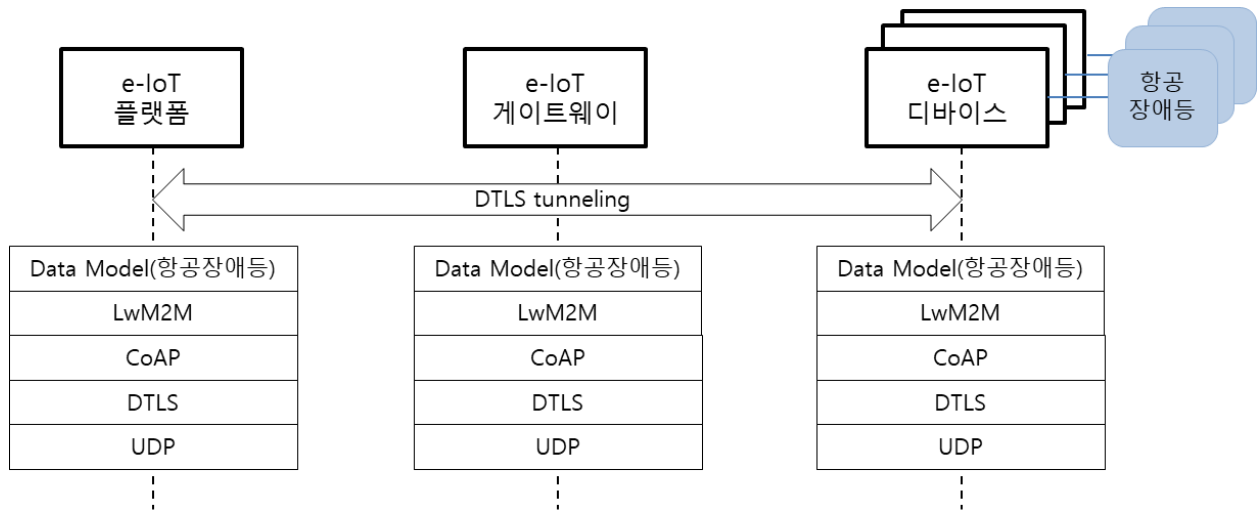 e-IoT
플랫폼
e-IoT
게이트웨이
e-IoT
디바이스
항공
장애등
DTLS tunneling
Data Model(항공장애등)
LwM2M
CoAP
DTLS
UDP
Data Model(항공장애등)
LwM2M
CoAP
DTLS
UDP
Data Model(항공장애등)
LwM2M
CoAP
DTLS
UDP